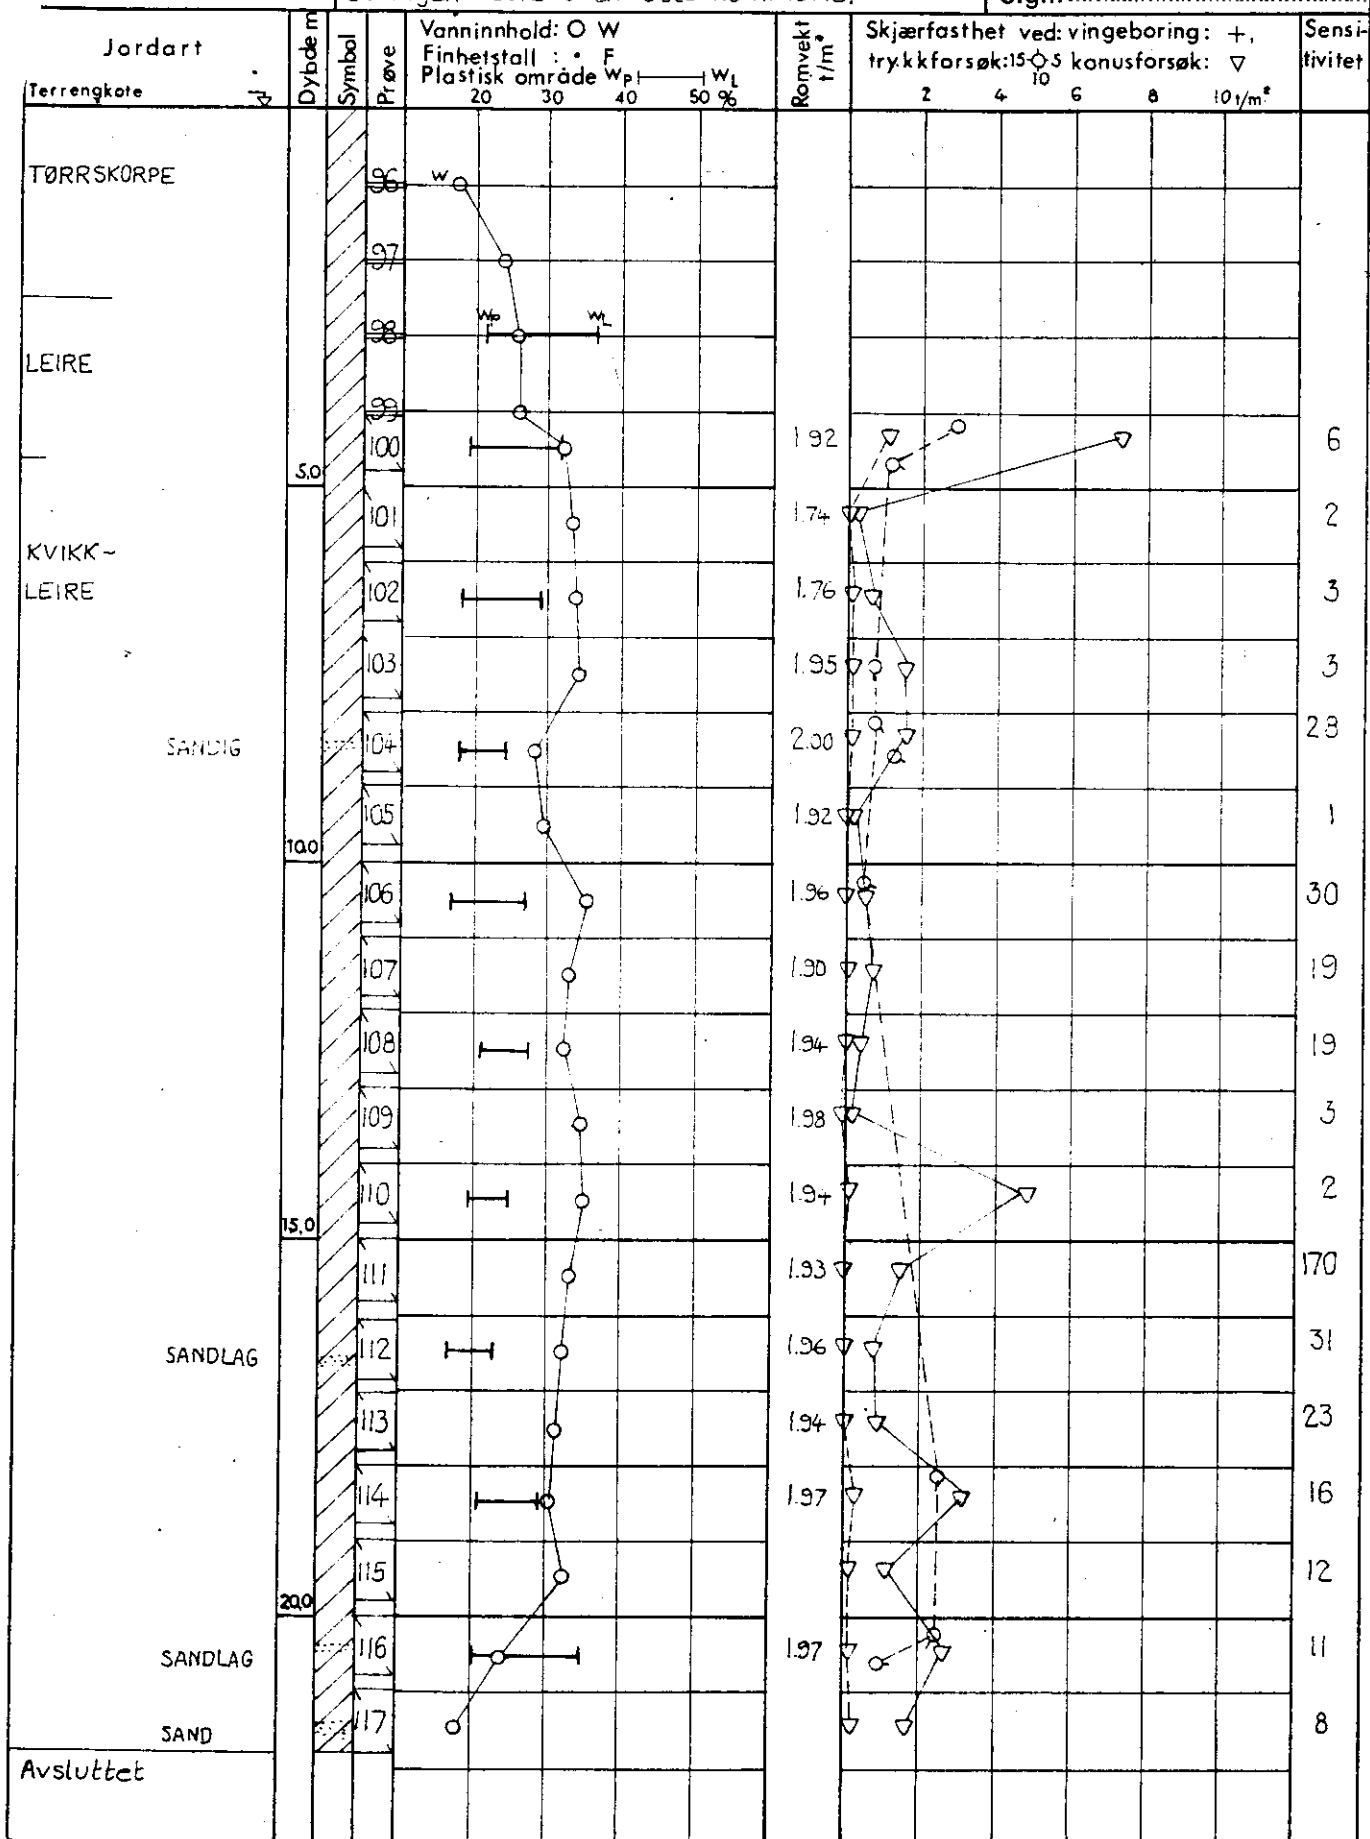 Jordart
Terrengkote
Dybde m
Symbol
Prøve
Vanninnhold: O W
Finhetstall : • F
Plastisk område Wp WL
20 30 40 50 %
Romvekt t/m³
Skjærfasthet ved: vingeboring: +,
trykkforsøk: 15 5 konusforsøk: ▽
10
2 4 6 8 10 t/m²
Sensi-
tivitet
TØRRSKORPE
96 W
97
98 Wp WL
LEIRE
99
100 1.92 6
5,0
101 1.74 2
KVIKK-
LEIRE
102 1.76 3
103 1.95 3
SANDIG 104 2.00 28
105 1.92 1
10,0
106 1.96 30
107 1.90 19
108 1.94 19
109 1.98 3
110 1.94 2
15,0
111 1.93 170
SANDLAG 112 1.96 31
113 1.94 23
114 1.97 16
115 12
20,0
SANDLAG 116 1.97 11
SAND 117 8
Avsluttet